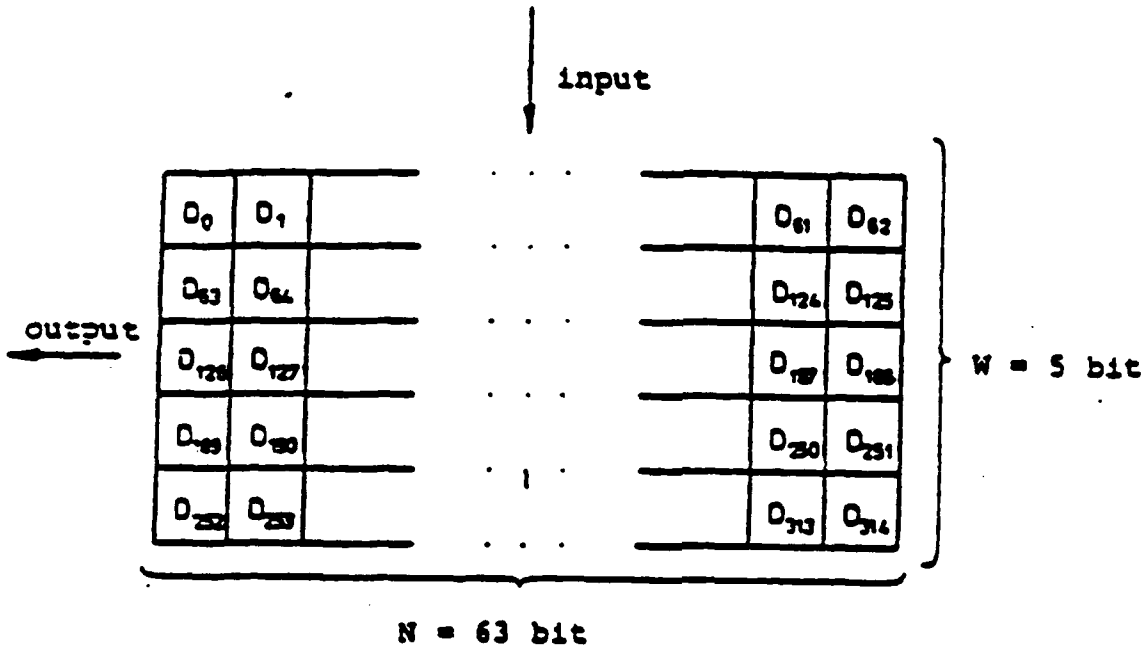 input
D0 D1 . . . D61 D62
D63 D64 . . . D124 D125
output
D126 D127 . . . D187 D188
W = 5 bit
D189 D190 . . . D250 D251
D252 D253 . . . D313 D314
N = 63 bit